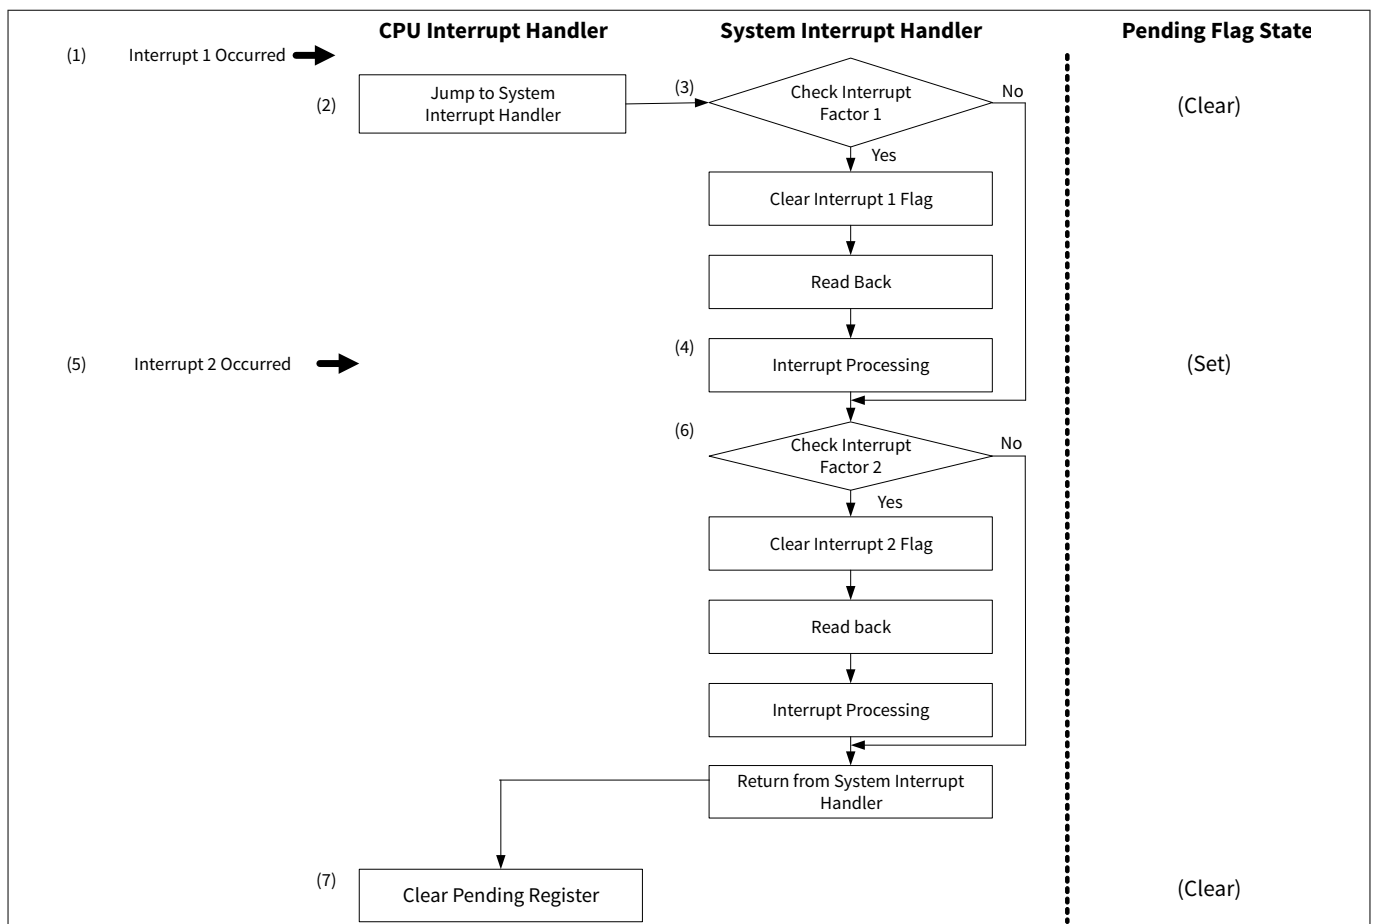 CPU Interrupt Handler
System Interrupt Handler
Pending Flag State
(1)
Interrupt 1 Occurred
(2)
Jump to System
Interrupt Handler
(3)
Check Interrupt
Factor 1
No
(Clear)
Yes
Clear Interrupt 1 Flag
Read Back
(4)
Interrupt Processing
(5)
Interrupt 2 Occurred
(Set)
(6)
Check Interrupt
Factor 2
No
Yes
Clear Interrupt 2 Flag
Read back
Interrupt Processing
Return from System Interrupt
Handler
(7)
Clear Pending Register
(Clear)